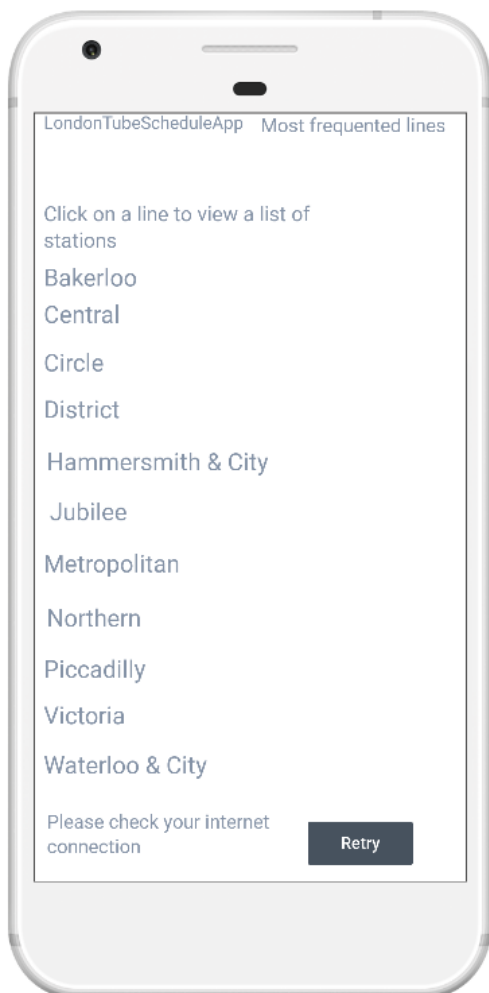 LondonTubeScheduleApp Most frequented lines
Click on a line to view a list of
stations
Bakerloo
Central
Circle
District
Hammersmith & City
Jubilee
Metropolitan
Northern
Piccadilly
Victoria
Waterloo & City
Please check your internet
connection
Retry